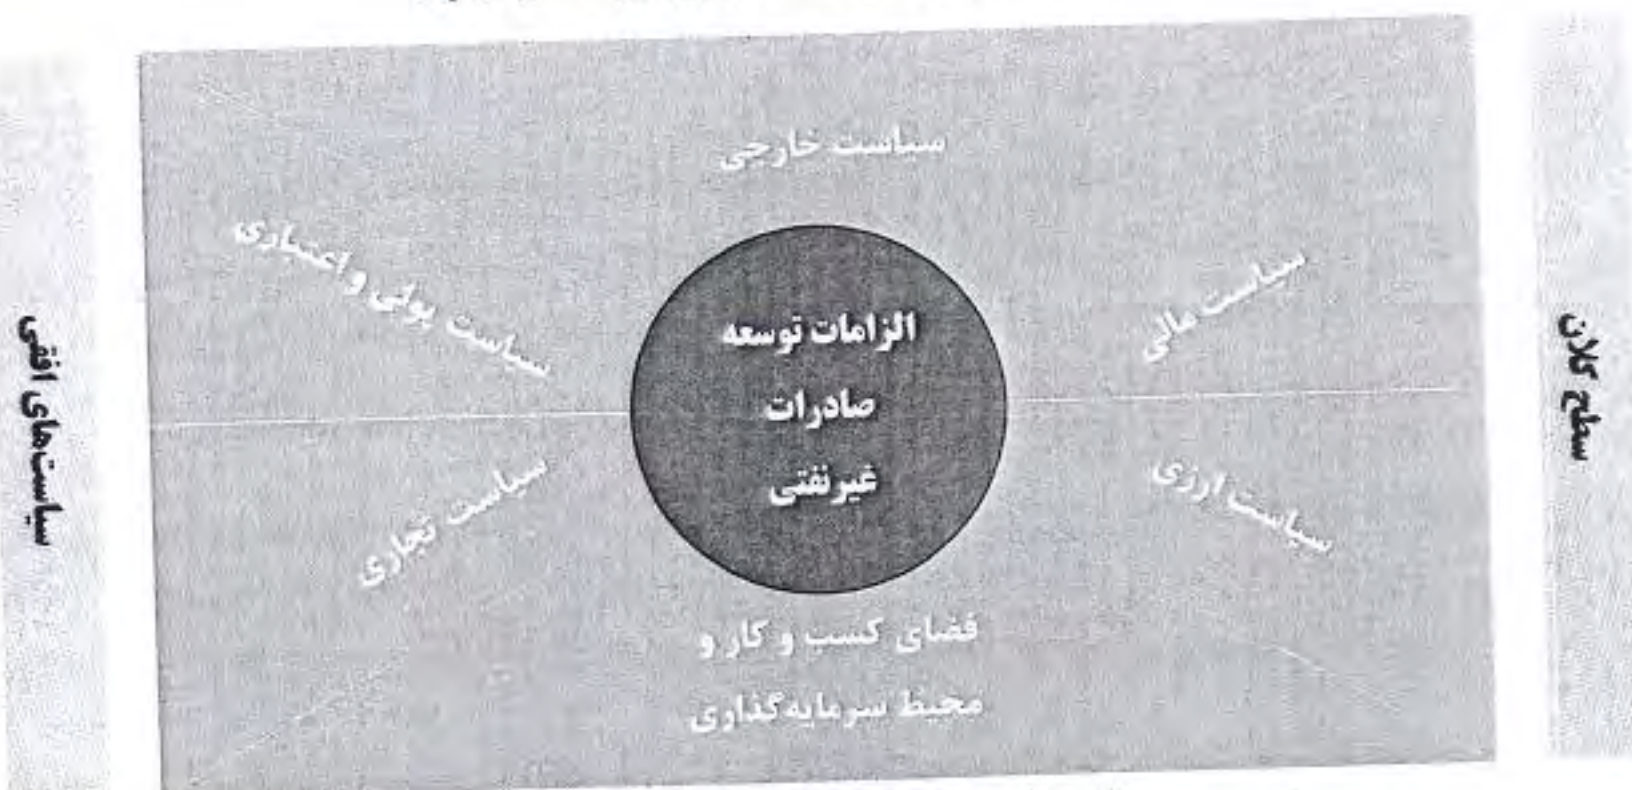 سیاست خارجی
سیاست مالی
سیاست پولی و اعتباری
الزامات توسعه
صادرات
غیرنفتی
سطح کلان
سیاست‌های افقی
سیاست ارزی
سیاست تجاری
فضای کسب و کار و
محیط سرمایه‌گذاری